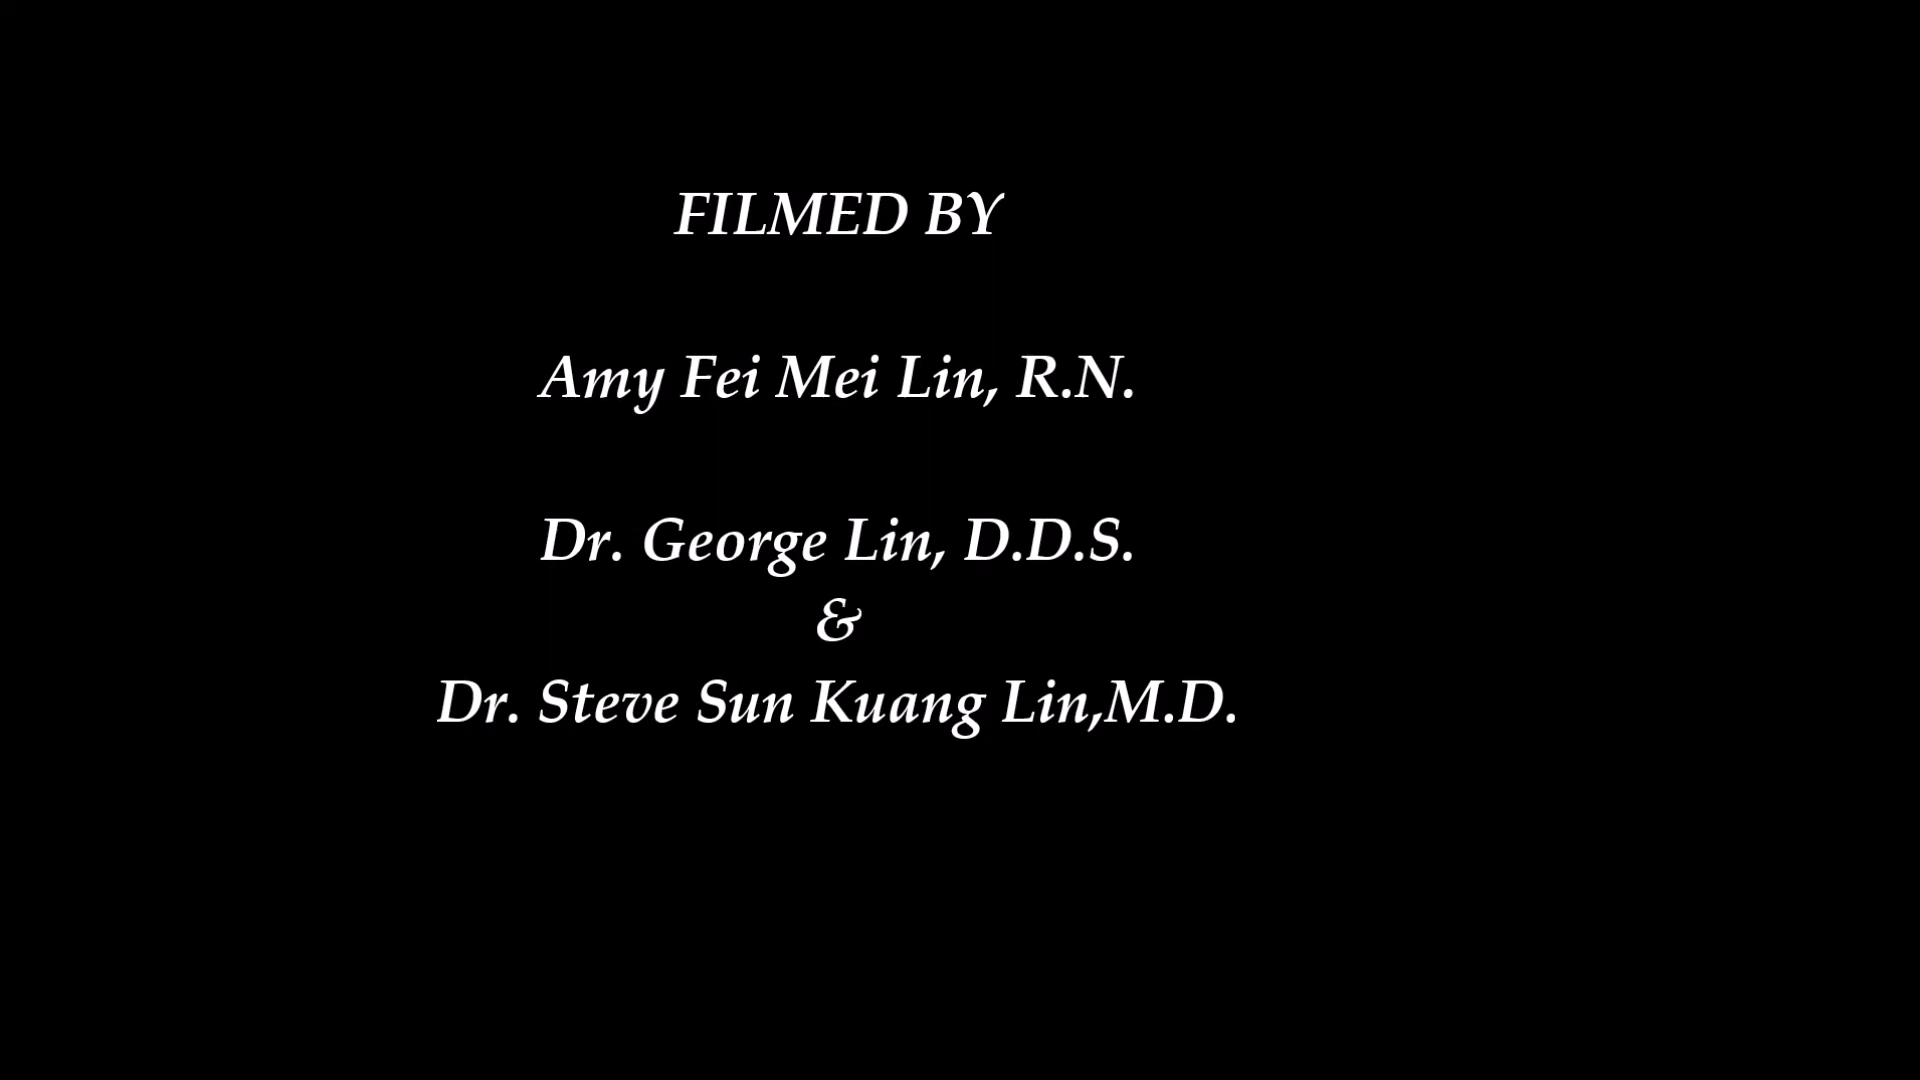 FILMED BY
Amy Fei Mei Lin, R.N.
Dr. George Lin, D.D.S.
&
Dr. Steve Sun Kuang Lin,M.D.